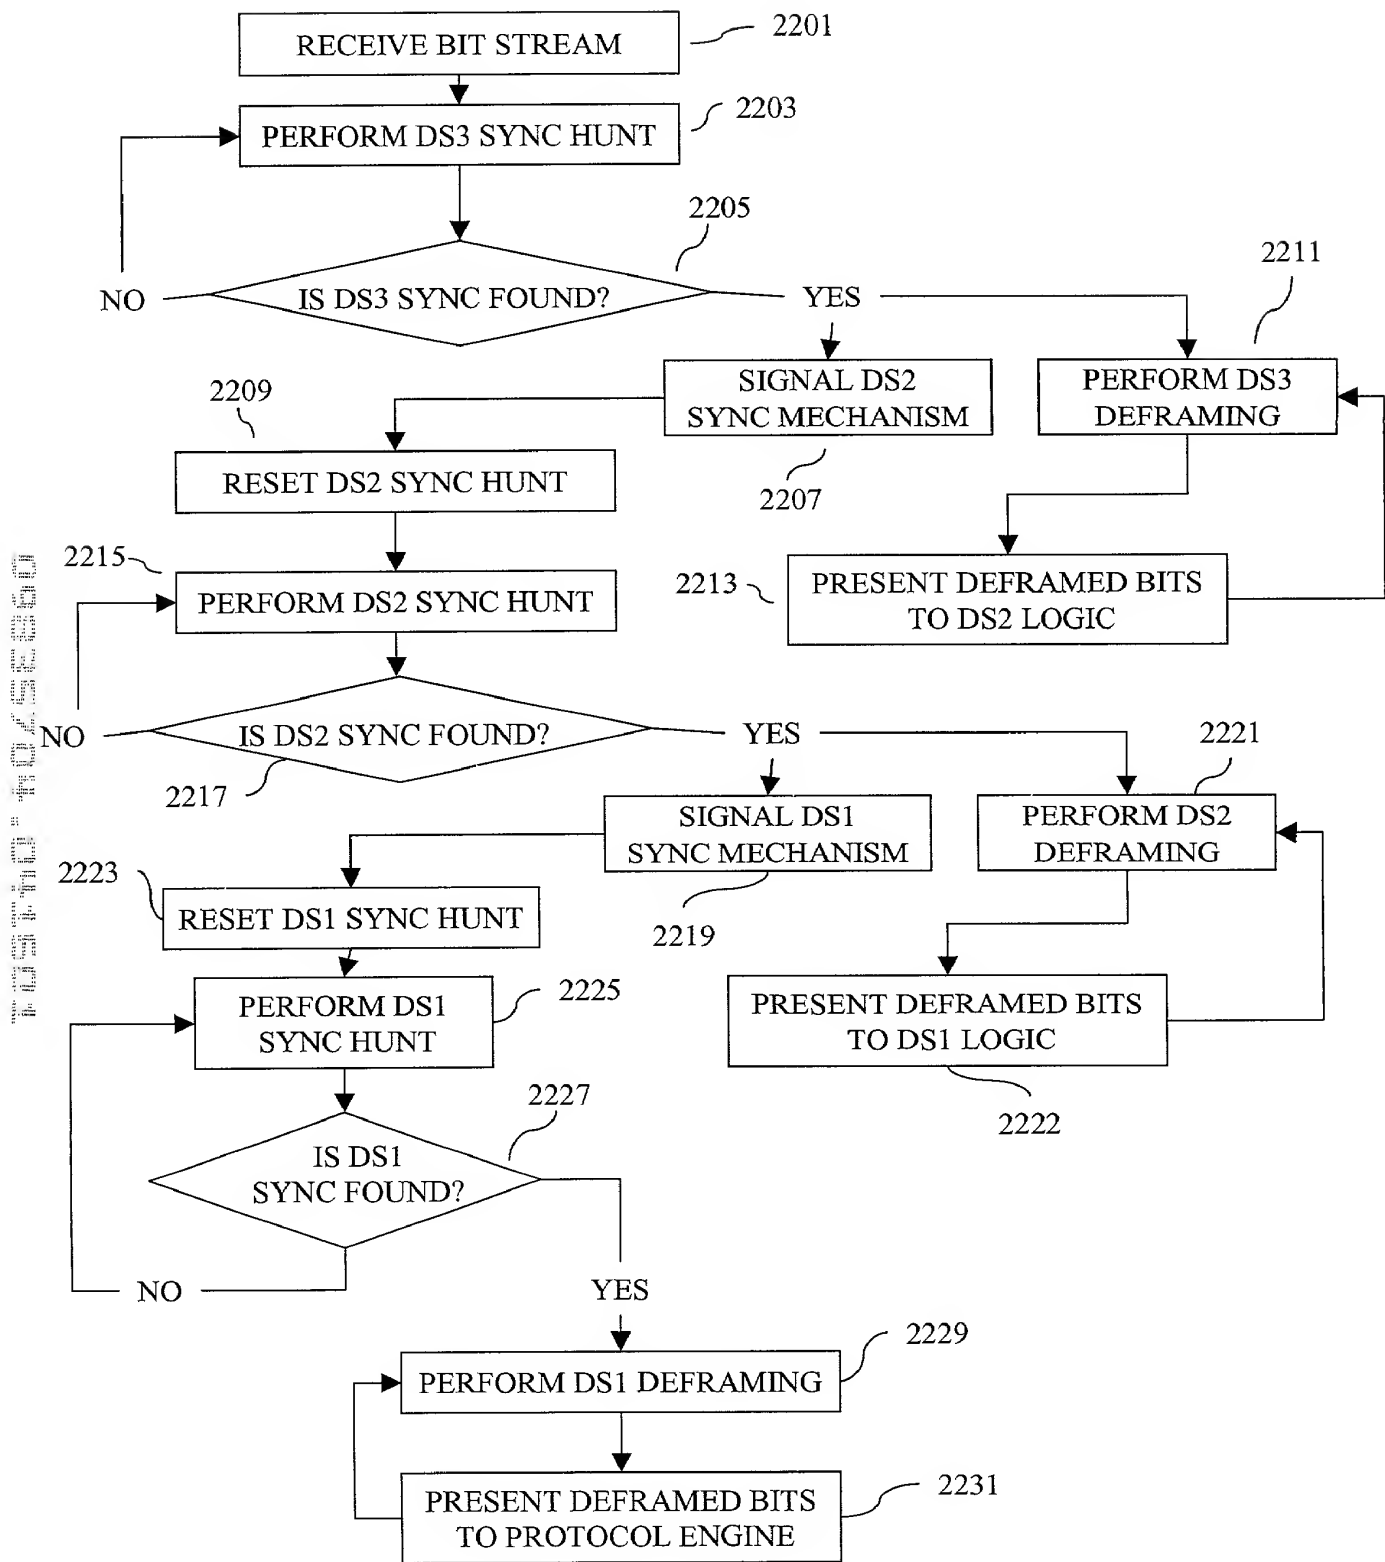 2201
RECEIVE BIT STREAM
2203
PERFORM DS3 SYNC HUNT
2205
IS DS3 SYNC FOUND?
NO
YES
2211
SIGNAL DS2
SYNC MECHANISM
2207
PERFORM DS3
DEFRAMING
2209
RESET DS2 SYNC HUNT
2213
PRESENT DEFRAMED BITS
TO DS2 LOGIC
2215
PERFORM DS2 SYNC HUNT
IS DS2 SYNC FOUND?
2217
NO
YES
2221
SIGNAL DS1
SYNC MECHANISM
2219
PERFORM DS2
DEFRAMING
2223
RESET DS1 SYNC HUNT
PERFORM DS1
SYNC HUNT
2225
PRESENT DEFRAMED BITS
TO DS1 LOGIC
2222
2227
IS DS1
SYNC FOUND?
NO
YES
2229
PERFORM DS1 DEFRAMING
2231
PRESENT DEFRAMED BITS
TO PROTOCOL ENGINE